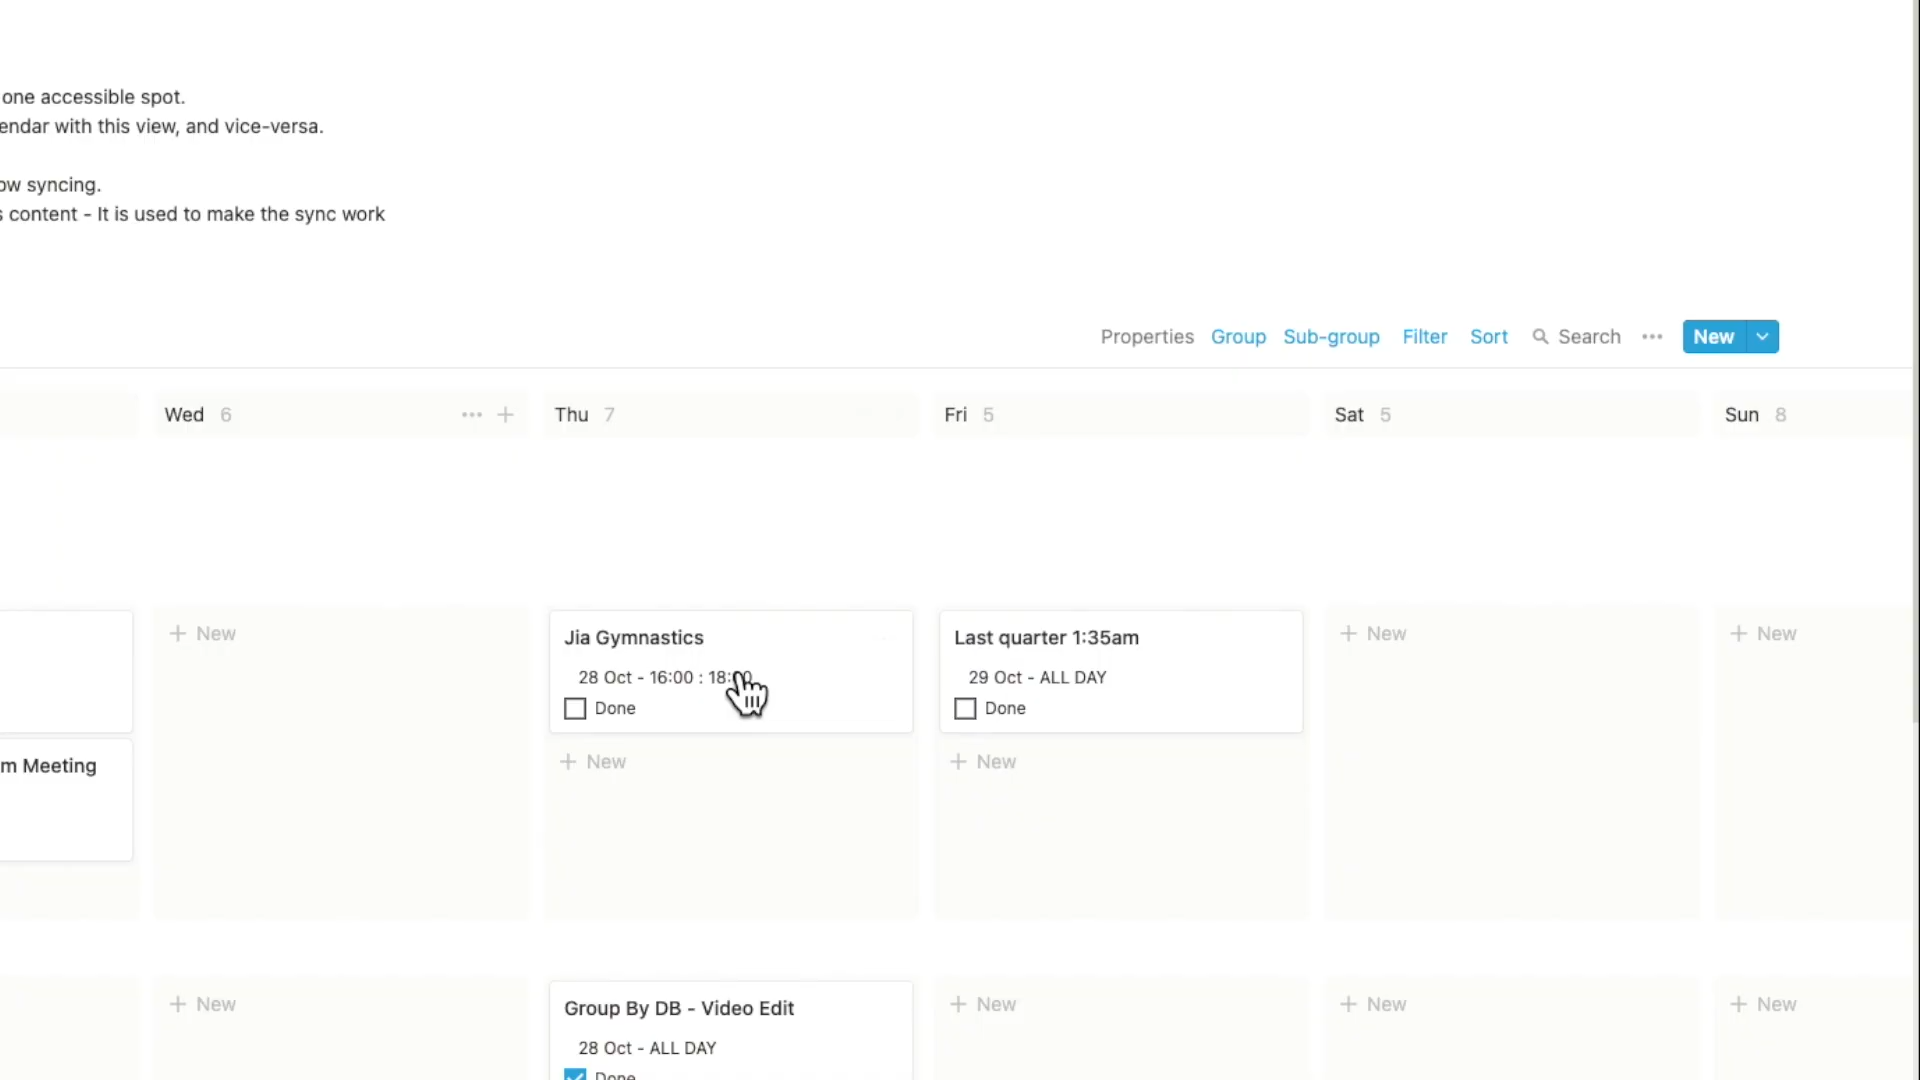 one accessible spot.
endar with this view, and vice-versa.
ow syncing.
s content - It is used to make the sync work
Properties Group Sub-group Filter Sort Search ••• New
Wed 6 ••• + Thu 7 Fri 5 Sat 5 Sun 8
+ New
Jia Gymnastics
28 Oct - 16:00 : 18:
Done
+ New
Last quarter 1:35am
29 Oct - ALL DAY
Done
+ New
+ New
+ New
m Meeting
+ New
Group By DB - Video Edit
28 Oct - ALL DAY
Done
+ New
+ New
+ New